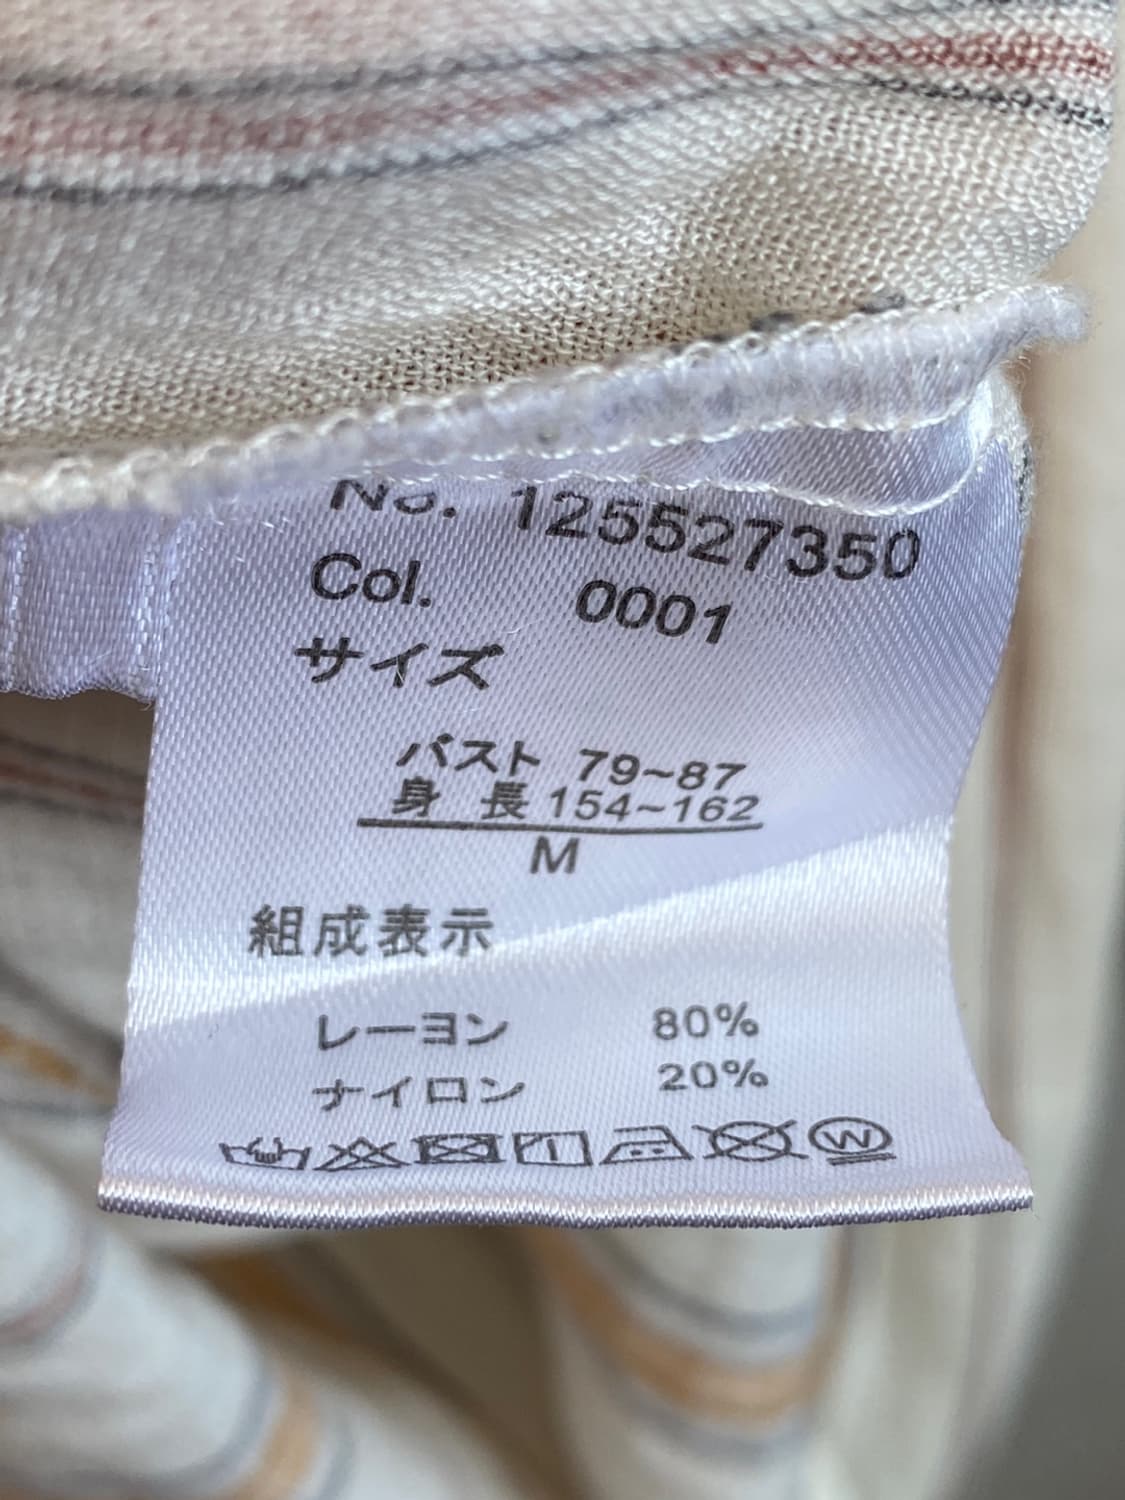 No. 125527350
Col. 0001
サイズ
バスト 79~87
身 長 154~162
M
組成表示
レーヨン 80%
ナイロン 20%
W